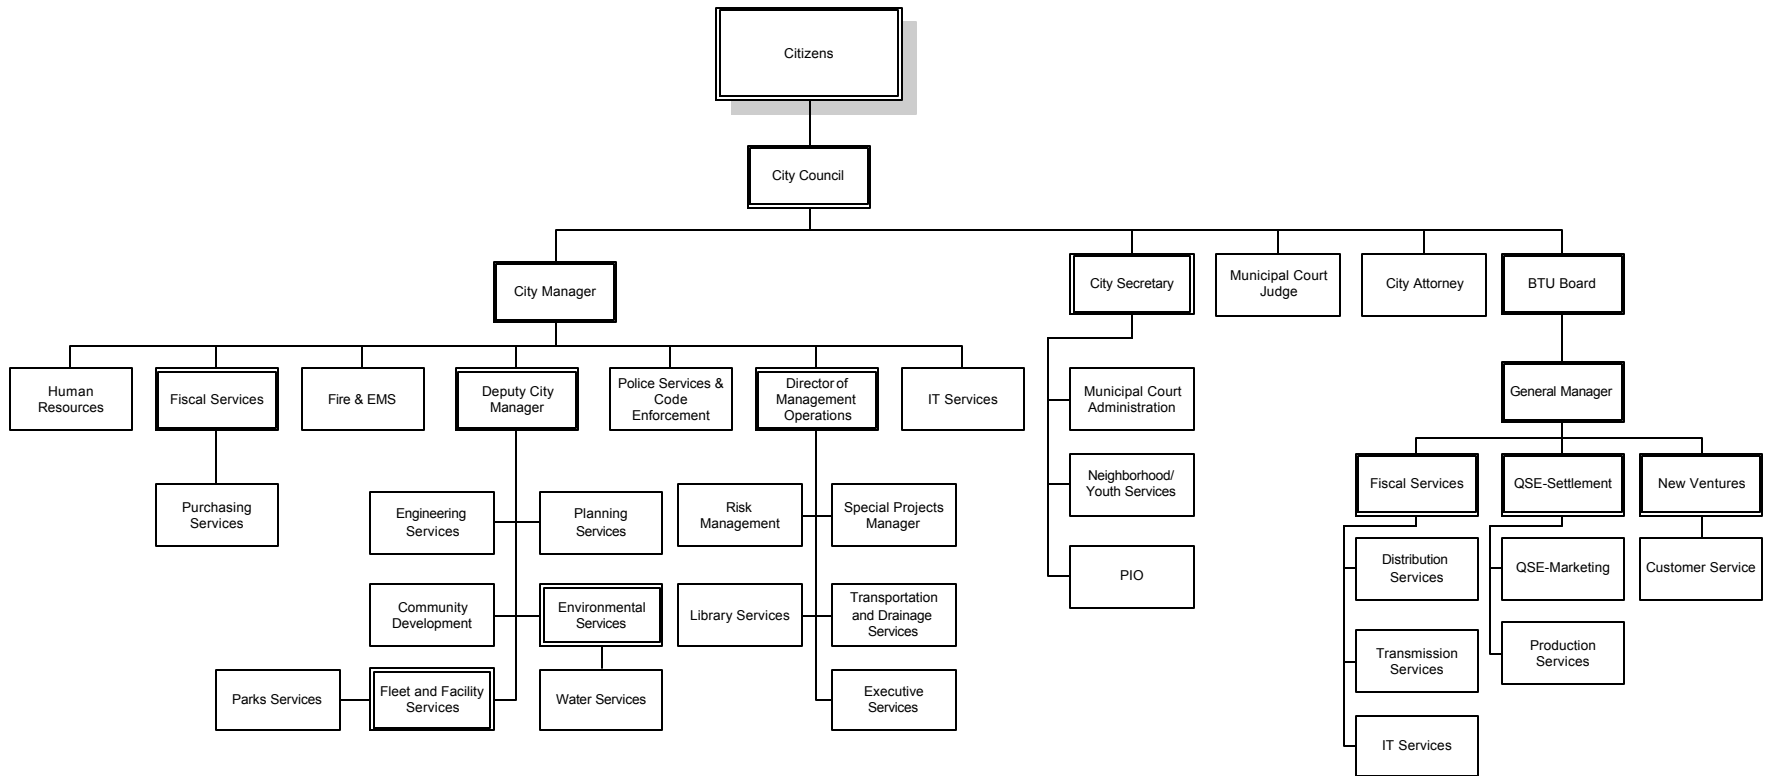 Citizens
City Council
City Manager
City Secretary
Municipal Court
Judge
City Attorney
BTU Board
Human
Resources
Fiscal Services
Fire & EMS
Deputy City
Manager
Police Services &
Code
Enforcement
Director of
Management
Operations
IT Services
Municipal Court
Administration
General Manager
Purchasing
Services
Engineering
Services
Planning
Services
Risk
Management
Special Projects
Manager
Neighborhood/
Youth Services
Fiscal Services
QSE-Settlement
New Ventures
Community
Development
Environmental
Services
Library Services
Transportation
and Drainage
Services
PIO
Distribution
Services
QSE-Marketing
Customer Service
Parks Services
Fleet and Facility
Services
Water Services
Executive
Services
Transmission
Services
Production
Services
IT Services